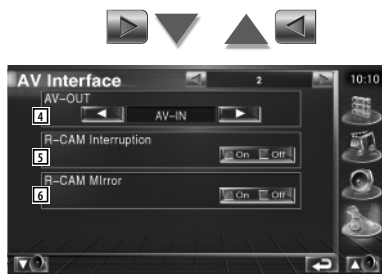 AV Interface
2
10:10
AV-OUT
4
AV-IN
R-CAM Interruption
5
On Off
R-CAM MIrror
6
On Off